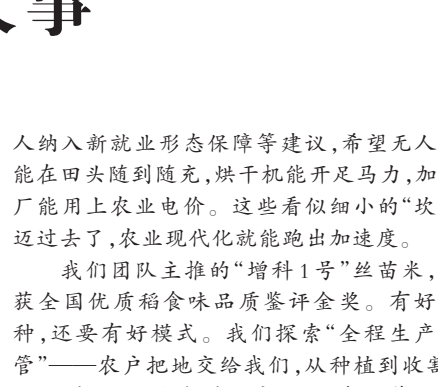 事
人纳入新就业形态保障等建议，希望无人
能在田头随到随充，烘干机能开足马力，加
厂能用上农业电价。这些看似细小的“坎
迈过去了，农业现代化就能跑出加速度。
我们团队主推的“增科1号”丝苗米，
获全国优质稻食味品质鉴评金奖。有好
种，还要有好模式。我们探索“全程生产
管”——农户把地交给我们，从种植到收割